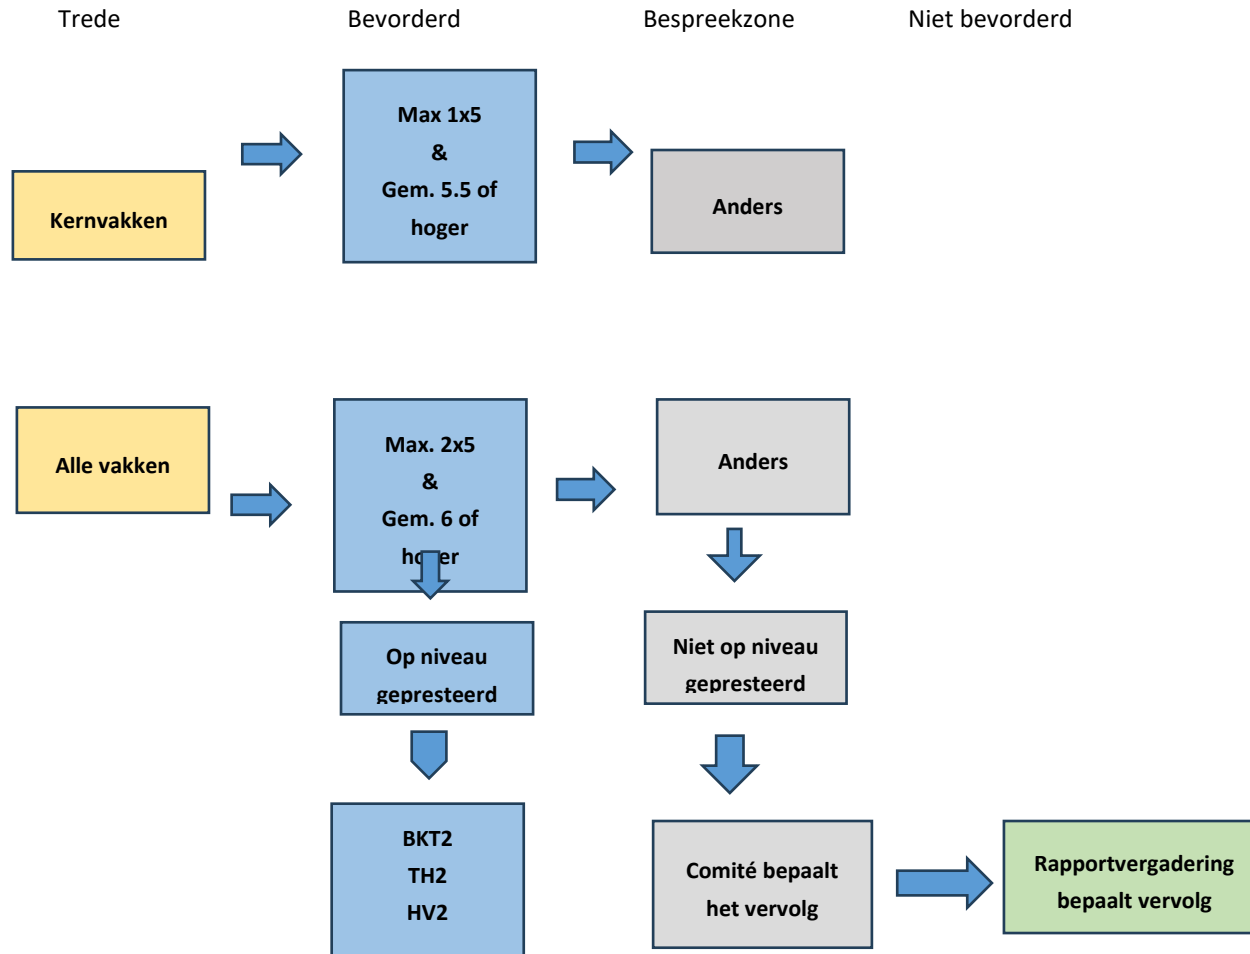 Trede Bevorderd Bespreekzone Niet bevorderd
Kernvakken
Max 1x5
&
Gem. 5.5 of
hoger
Anders
Alle vakken
Max. 2x5
&
Gem. 6 of
hoger
Anders
Op niveau
gepresteerd
Niet op niveau
gepresteerd
BKT2
TH2
HV2
Comité bepaalt
het vervolg
Rapportvergadering
bepaalt vervolg